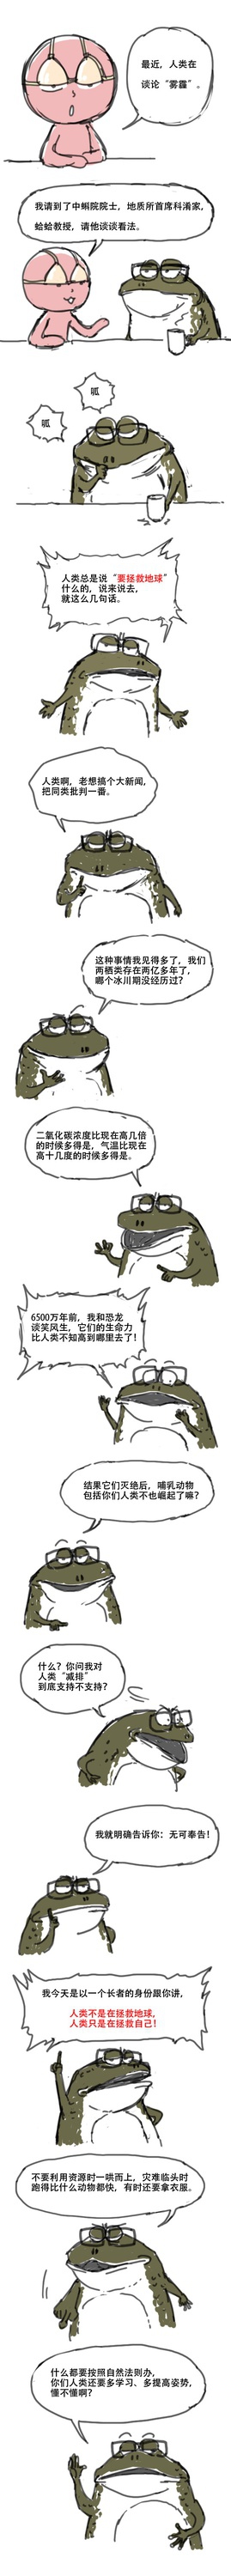 最近，人类在
谈论“雾霾”。
我请到了中蝌院院士，地质所首席科淆家，
蛤蛤教授，请他谈谈看法。
呱
呱
人类总是说“要拯救地球”
什么的，说来说去，
就这么几句话。
人类啊，老想搞个大新闻，
把同类批判一番。
这种事情我见得多了，我们
两栖类存在两亿多年了，
哪个冰川期没经历过？
二氧化碳浓度比现在高几倍
的时候多得是，气温比现在
高十几度的时候多得是。
6500万年前，我和恐龙
谈笑风生，它们的生命力
比人类不知高到哪里去了！
结果它们灭绝后，哺乳动物
包括你们人类不也崛起了嘛？
什么？你问我对
人类“减排”
到底支持不支持？
我就明确告诉你：无可奉告！
我今天是以一个长者的身份跟你讲，
人类不是在拯救地球，
人类只是在拯救自己！
不要利用资源时一哄而上，灾难临头时
跑得比什么动物都快，有时还要拿衣服。
什么都要按照自然法则办，
你们人类还要多学习、多提高姿势，
懂不懂啊？